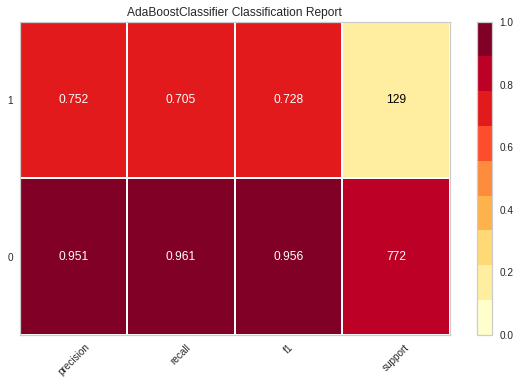 AdaBoostClassifier Classification Report
1 0.752 0.705 0.728 129
0 0.951 0.961 0.956 772
precision recall f1 support
1.0
0.8
0.6
0.4
0.2
0.0